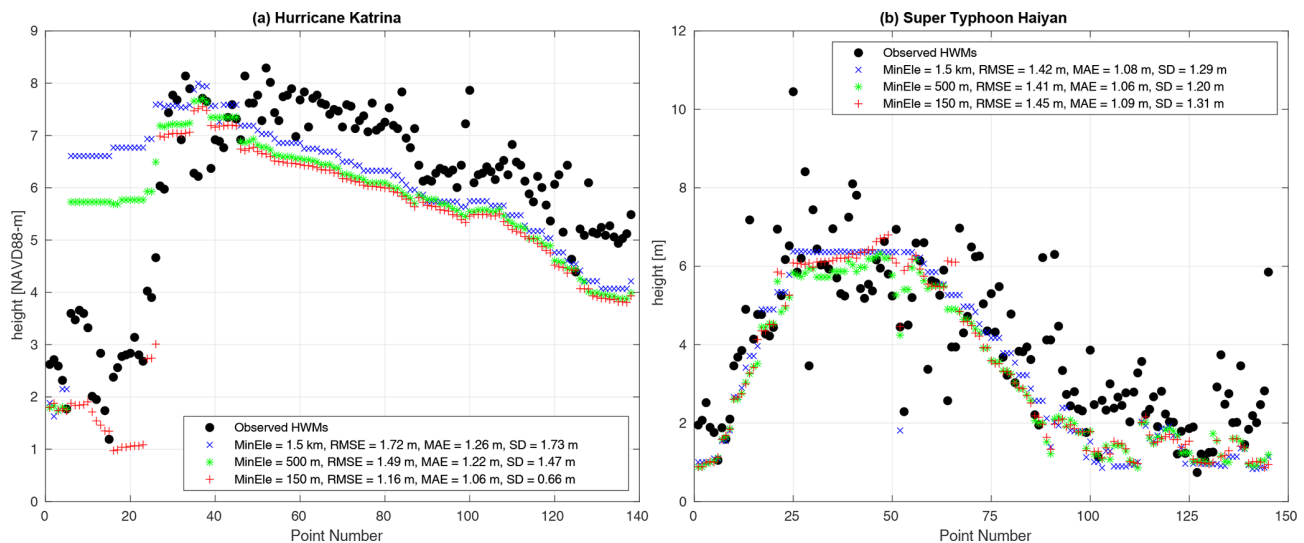 (a) Hurricane Katrina
height [NAVD88-m]
9
8
7
6
5
4
3
2
1
0
Observed HWMs
MinEle = 1.5 km, RMSE = 1.72 m, MAE = 1.26 m, SD = 1.73 m
MinEle = 500 m, RMSE = 1.49 m, MAE = 1.22 m, SD = 1.47 m
MinEle = 150 m, RMSE = 1.16 m, MAE = 1.06 m, SD = 0.66 m
0 20 40 60 80 100 120 140
Point Number
(b) Super Typhoon Haiyan
height [m]
12
10
8
6
4
2
0
Observed HWMs
MinEle = 1.5 km, RMSE = 1.42 m, MAE = 1.08 m, SD = 1.29 m
MinEle = 500 m, RMSE = 1.41 m, MAE = 1.06 m, SD = 1.20 m
MinEle = 150 m, RMSE = 1.45 m, MAE = 1.09 m, SD = 1.31 m
0 25 50 75 100 125 150
Point Number